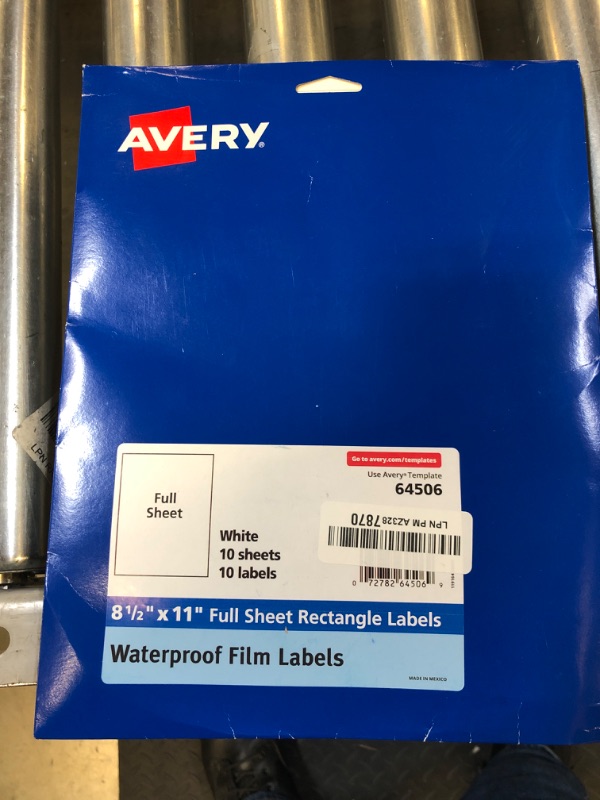 AVERY®
Go to avery.com/templates
Use Avery® Template
64506
Full
Sheet
White
10 sheets
10 labels
LPN PM AZ328 7870
0 72782 64506 9
8 1/2" x 11" Full Sheet Rectangle Labels
Waterproof Film Labels
MADE IN MEXICO
LPN